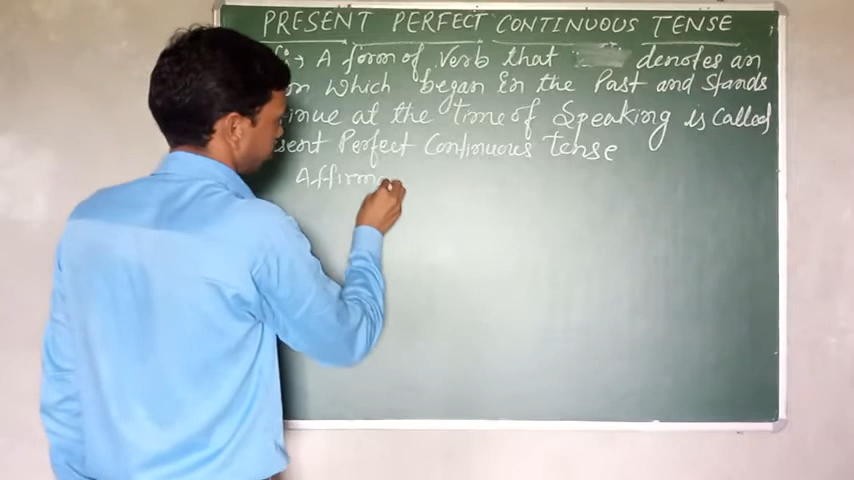 PRESENT PERFECT CONTINUOUS TENSE
A form of verb that denotes an
which began in the Past and Stands
at the time of Speaking is called
Perfect Continuous Tense
Affirma